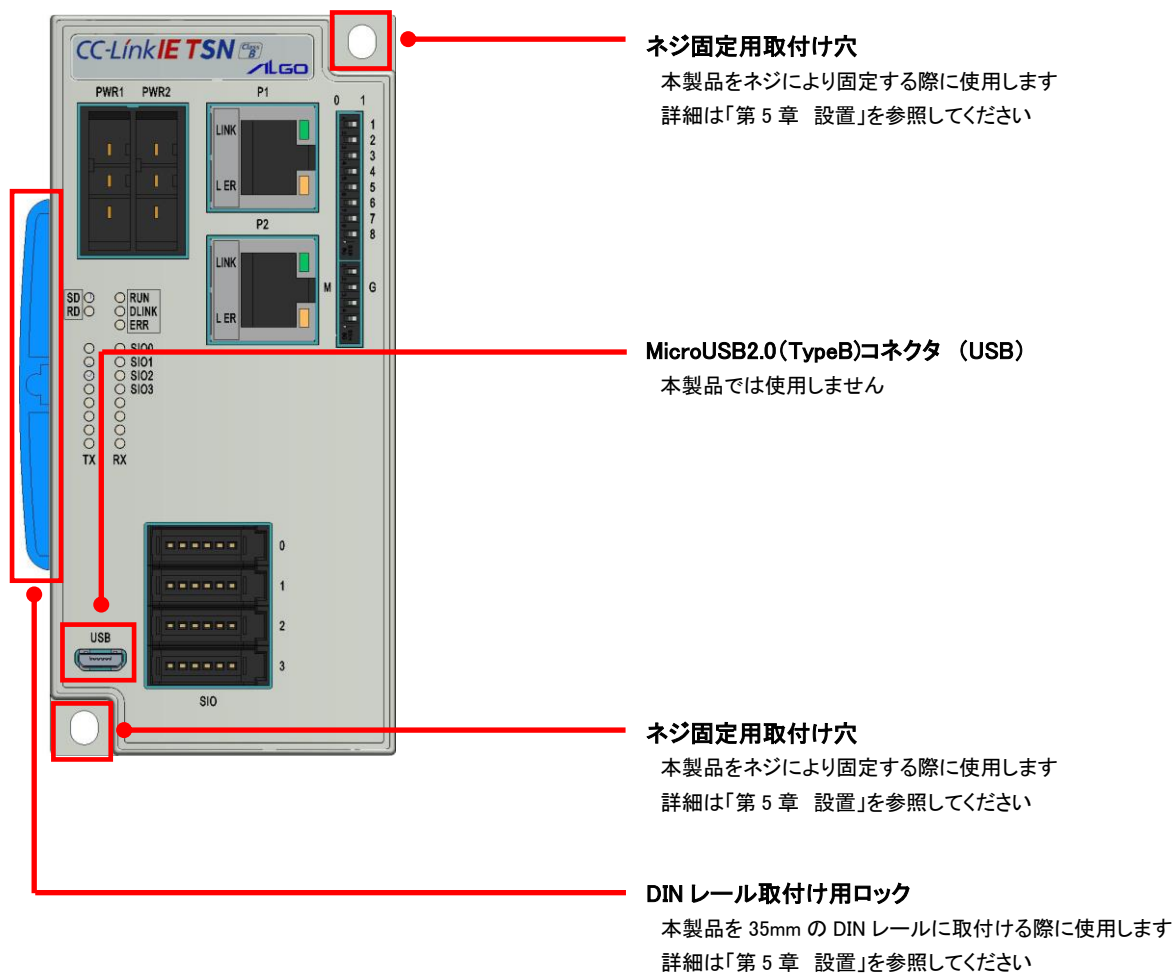 CC-Link IE TSN Class B
ALGO
PWR1 PWR2
P1
0 1
LINK
L ER
1
2
3
4
5
6
7
8
P2
LINK
L ER
M G
SD
RD
RUN
DLINK
ERR
SIO0
SIO1
SIO2
SIO3
TX RX
0
1
2
3
SIO
USB
ネジ固定用取付け穴
本製品をネジにより固定する際に使用します
詳細は「第 5 章 設置」を参照してください
MicroUSB2.0(TypeB)コネクタ (USB)
本製品では使用しません
ネジ固定用取付け穴
本製品をネジにより固定する際に使用します
詳細は「第 5 章 設置」を参照してください
DIN レール取付け用ロック
本製品を 35mm の DIN レールに取付ける際に使用します
詳細は「第 5 章 設置」を参照してください